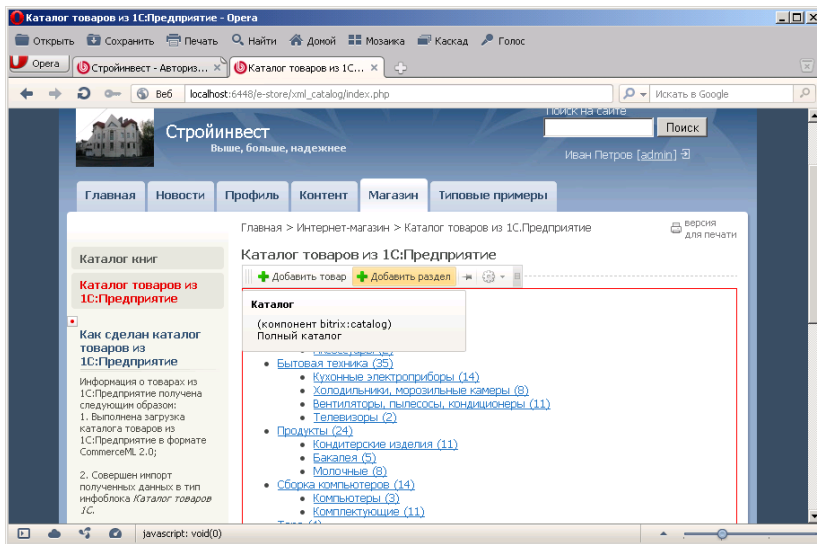 Каталог товаров из 1С:Предприятие - Opera
Открыть Сохранить Печать Найти Домой Мозаика Каскад Голос
Opera Стройинвест - Авториз... Каталог товаров из 1С...
Веб localhost:6448/e-store/xml_catalog/index.php Искать в Google
Поиск на сайте
Стройинвест
Поиск
Выше, больше, надежнее
Иван Петров [admin]
Главная Новости Профиль Контент Магазин Типовые примеры
Главная > Интернет-магазин > Каталог товаров из 1С.Предприятие
версия
для печати
Каталог книг
Каталог товаров из 1С:Предприятие
Каталог товаров из
1С:Предприятие
Добавить товар Добавить раздел
Каталог
(компонент bitrix:catalog)
Полный каталог
Как сделан каталог
товаров из
1С:Предприятие
Информация о товарах из
1С:Предприятие получена
следующим образом:
1. Выполнена загрузка
каталога товаров из
1С:Предприятие в формате
CommerceML 2.0;
2. Совершен импорт
полученных данных в тип
инфоблока Каталог товаров
1С.
Бытовая техника (35)
Кухонные электроприборы (14)
Холодильники, морозильные камеры (8)
Вентиляторы, пылесосы, кондиционеры (11)
Телевизоры (2)
Продукты (24)
Кондитерские изделия (11)
Бакалея (5)
Молочные (8)
Сборка компьютеров (14)
Компьютеры (3)
Комплектующие (11)
javascript: void(0)